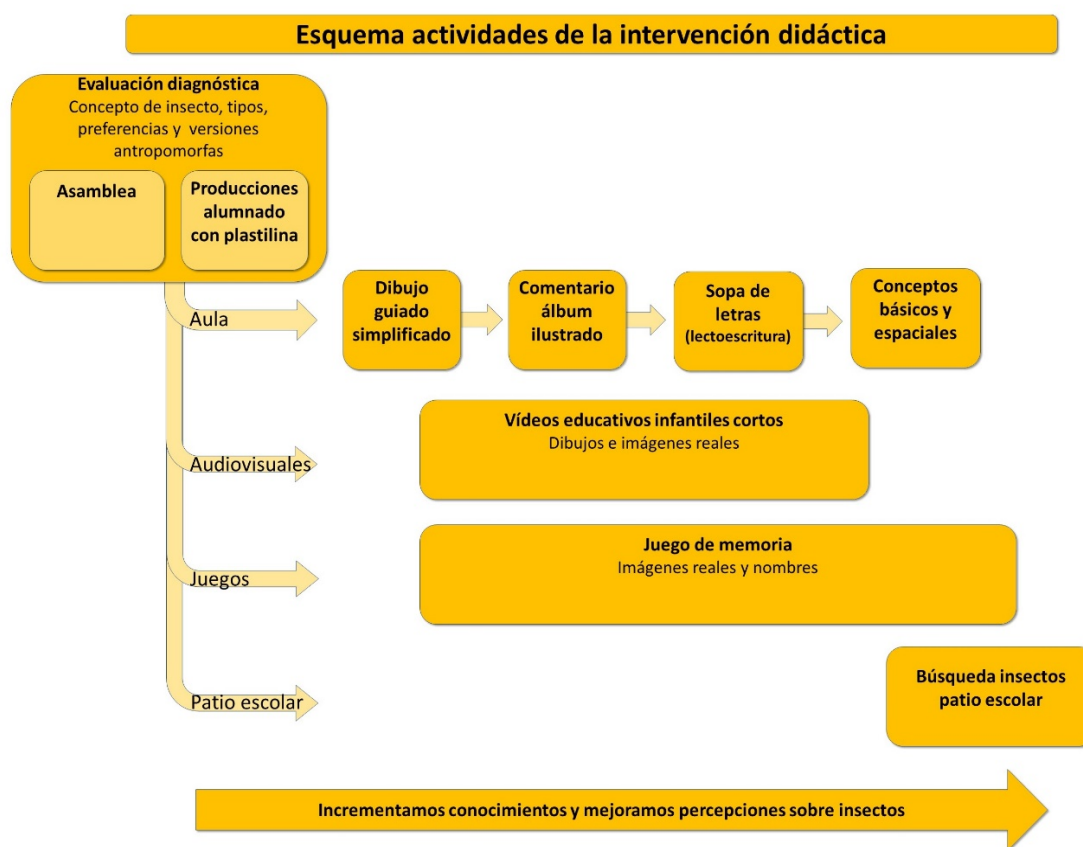 Esquema actividades de la intervención didáctica
Evaluación diagnóstica
Concepto de insecto, tipos,
preferencias y versiones
antropomorfas
Asamblea
Producciones
alumnado
con plastilina
Aula
Dibujo
guiado
simplificado
Comentario
álbum
ilustrado
Sopa de
letras
(lectoescritura)
Conceptos
básicos y
espaciales
Audiovisuales
Vídeos educativos infantiles cortos
Dibujos e imágenes reales
Juegos
Juego de memoria
Imágenes reales y nombres
Patio escolar
Búsqueda insectos
patio escolar
Incrementamos conocimientos y mejoramos percepciones sobre insectos